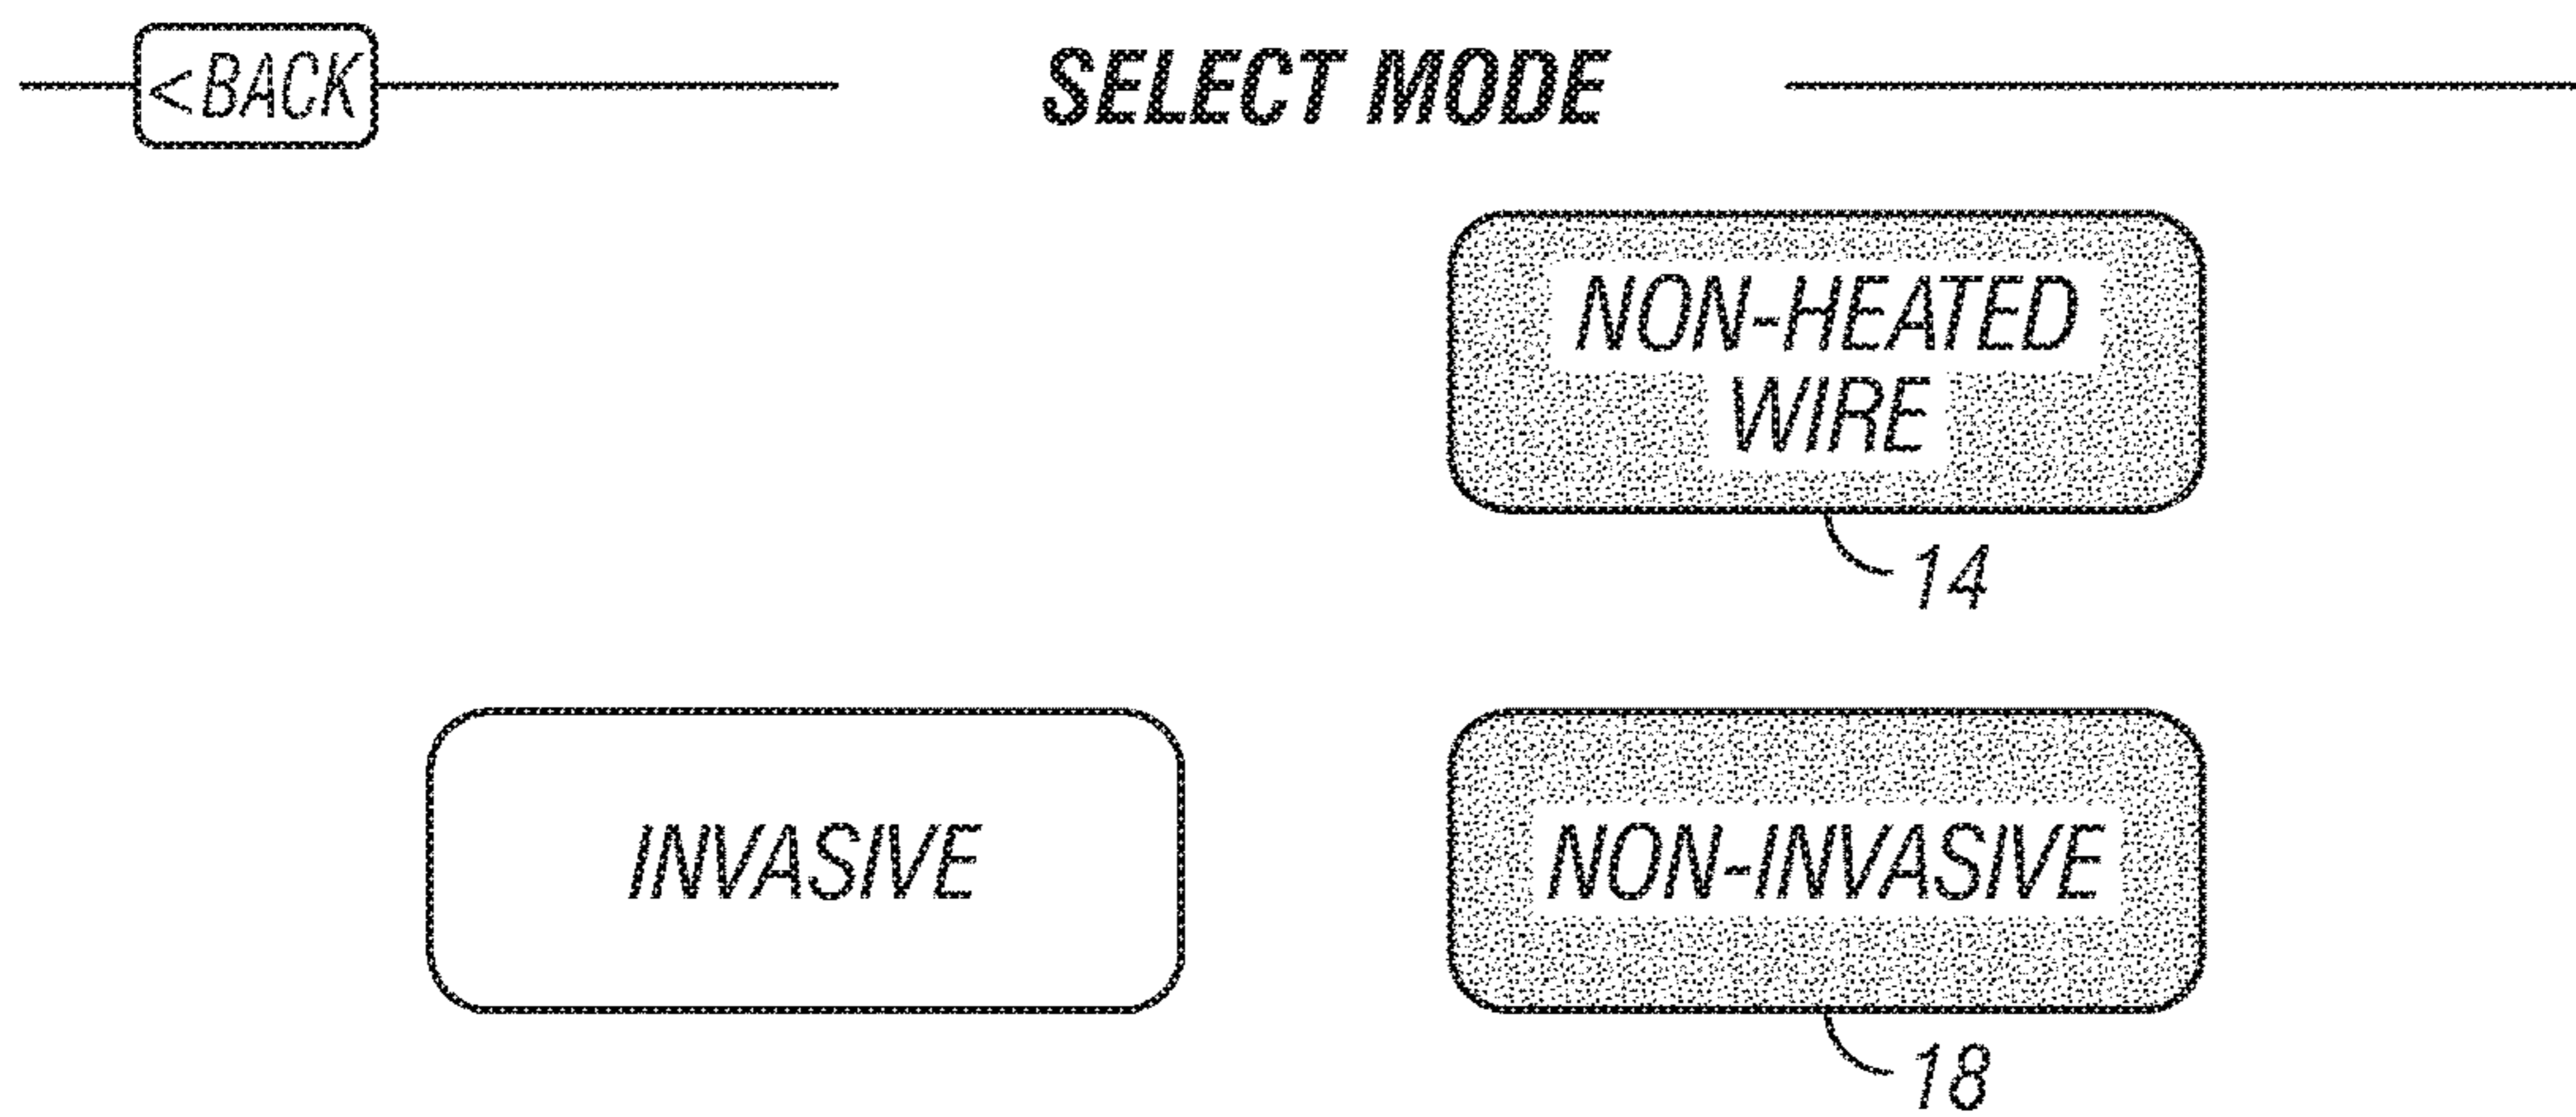 <BACK
SELECT MODE
NON-HEATED
WIRE
14
INVASIVE
NON-INVASIVE
18